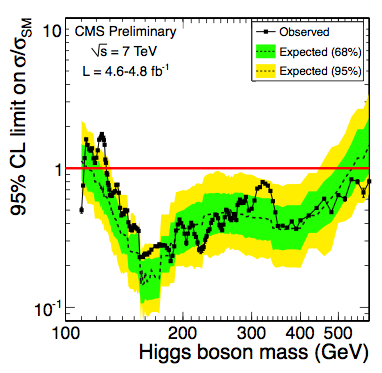 CMS Preliminary
√s = 7 TeV
L = 4.6-4.8 fb⁻¹
Observed
Expected (68%)
Expected (95%)
95% CL limit on σ/σSM
10
1
10⁻¹
100 200 300 400 500
Higgs boson mass (GeV)